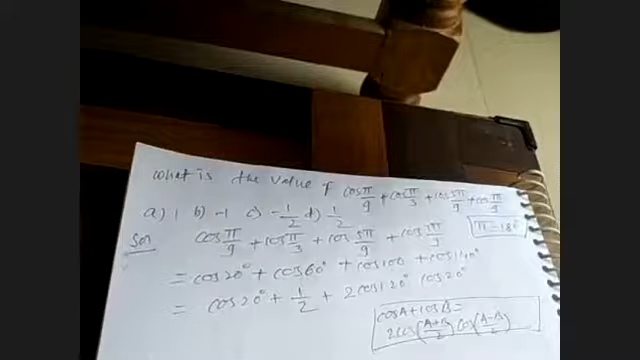 what is the value of cos π/9 + cos π/3 + cos 5π/9 + cos 7π/9
a) 1 b) -1 c) -1/2 d) 1/2
Son cos π/9 + cos π/3 + cos 5π/9 + cos 7π/9
π = 180°
= cos 20° + cos 60° + cos 100 + cos 140°
= cos 20° + 1/2 + 2 cos 120° cos 20°
cos A + cos B =
2 cos (A+B/2) cos (A-B/2)